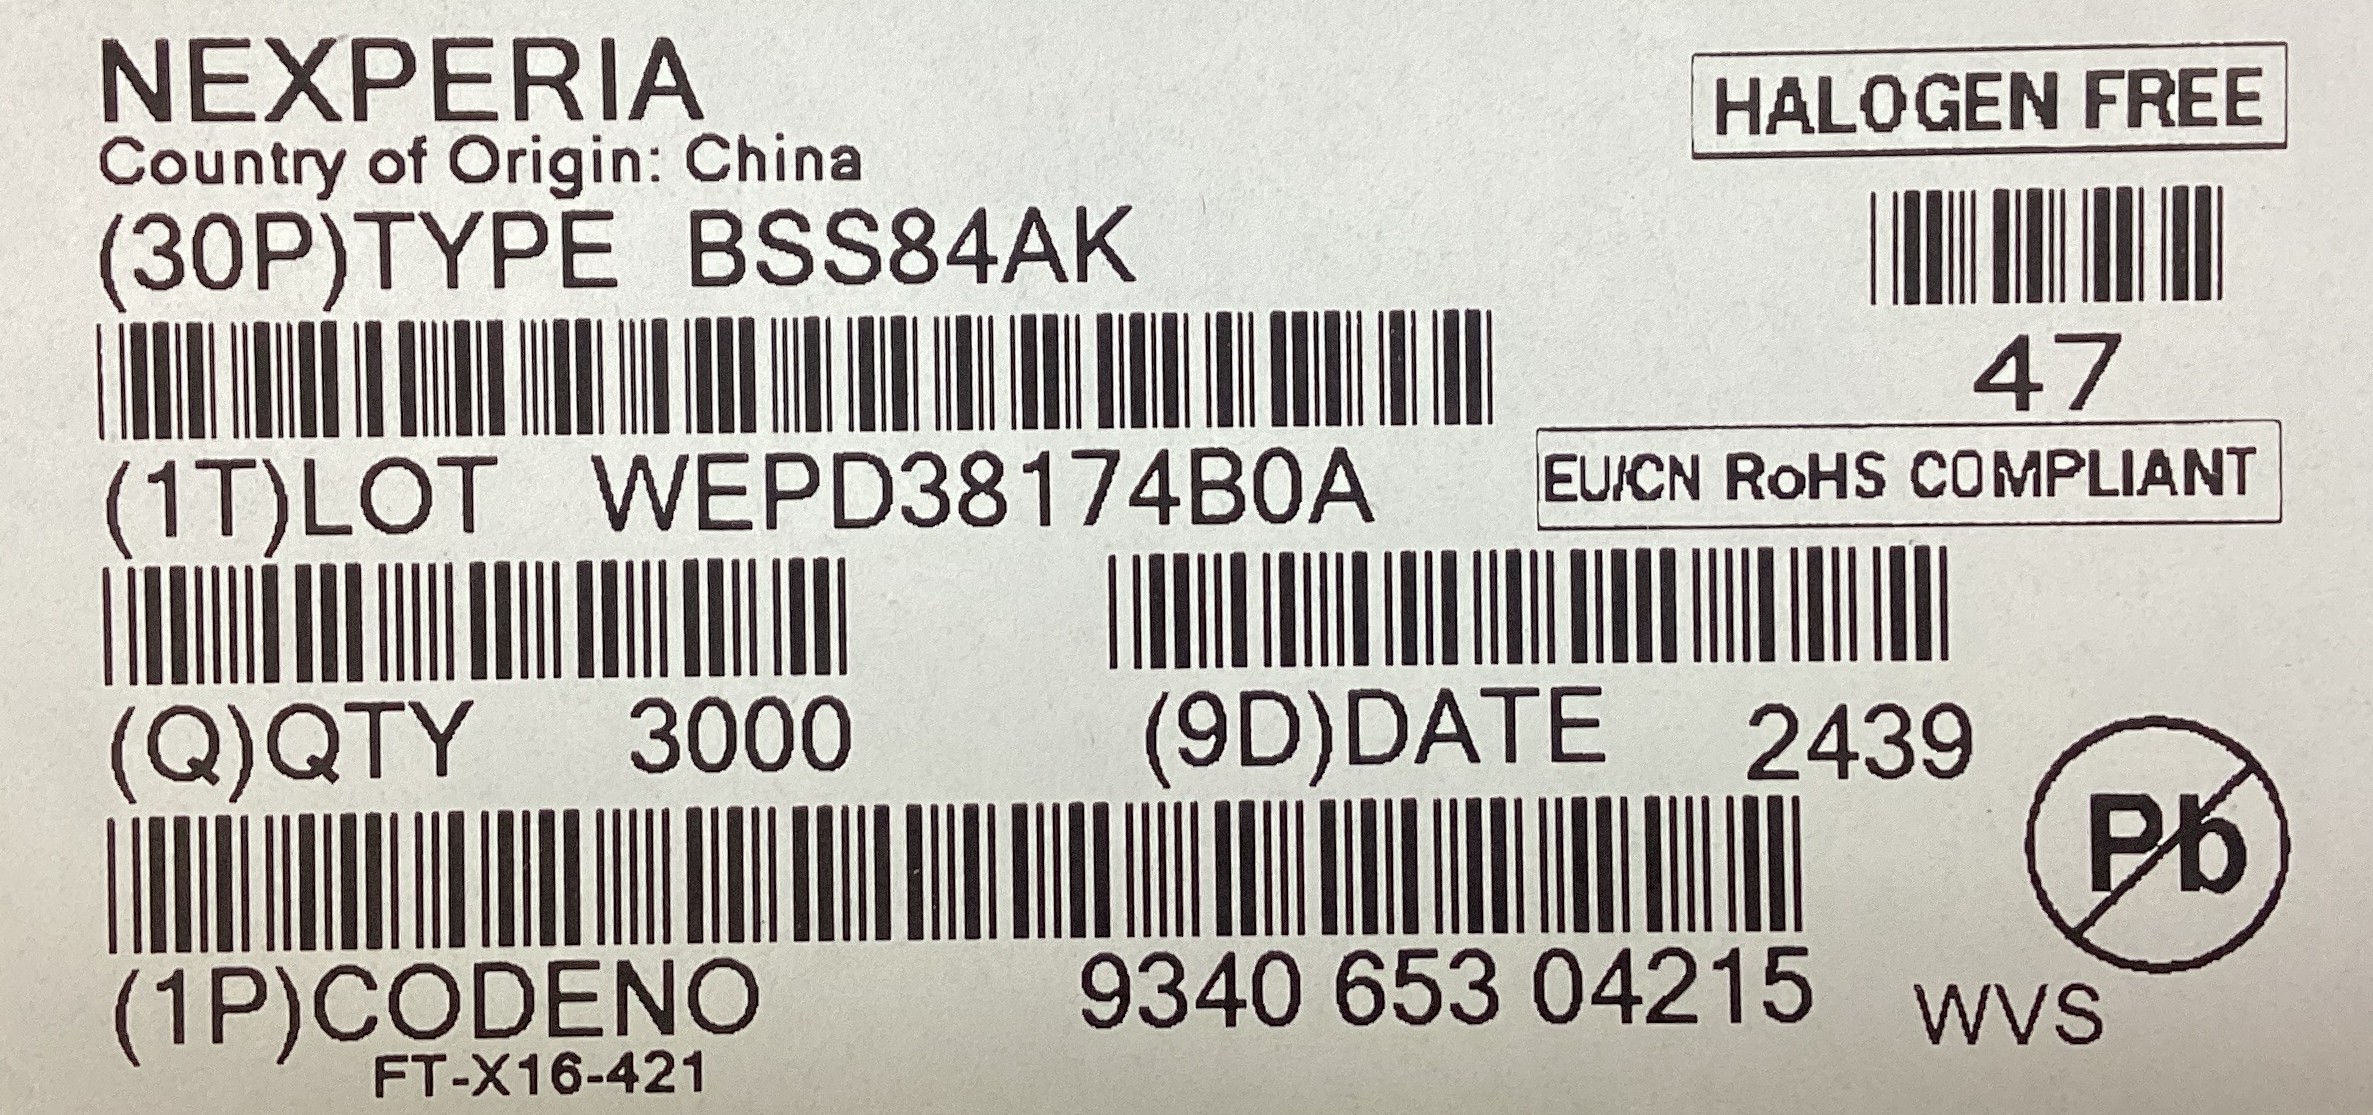 NEXPERIA
HALOGEN FREE
Country of Origin: China
(30P)TYPE BSS84AK
47
(1T)LOT WEPD38174B0A
EU/CN RoHS COMPLIANT
(Q)QTY 3000
(9D)DATE 2439
Pb
(1P)CODENO 9340 653 04215
WVS
FT-X16-421